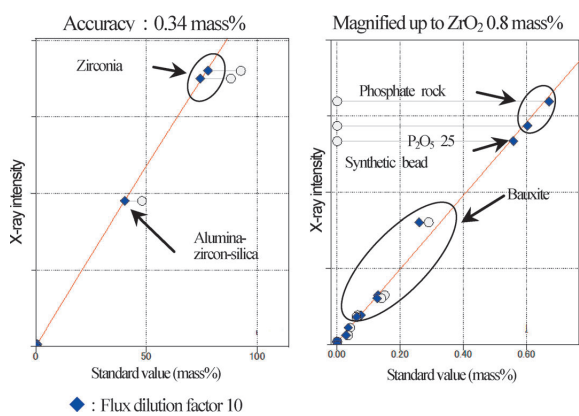 Accuracy : 0.34 mass%
Zirconia
Alumina-
zircon-silica
X-ray intensity
0
50
100
Standard value (mass%)
Magnified up to ZrO₂ 0.8 mass%
Phosphate rock
P₂O₅ 25
Synthetic bead
Bauxite
X-ray intensity
0.00
0.20
0.40
0.60
Standard value (mass%)
◆ : Flux dilution factor 10